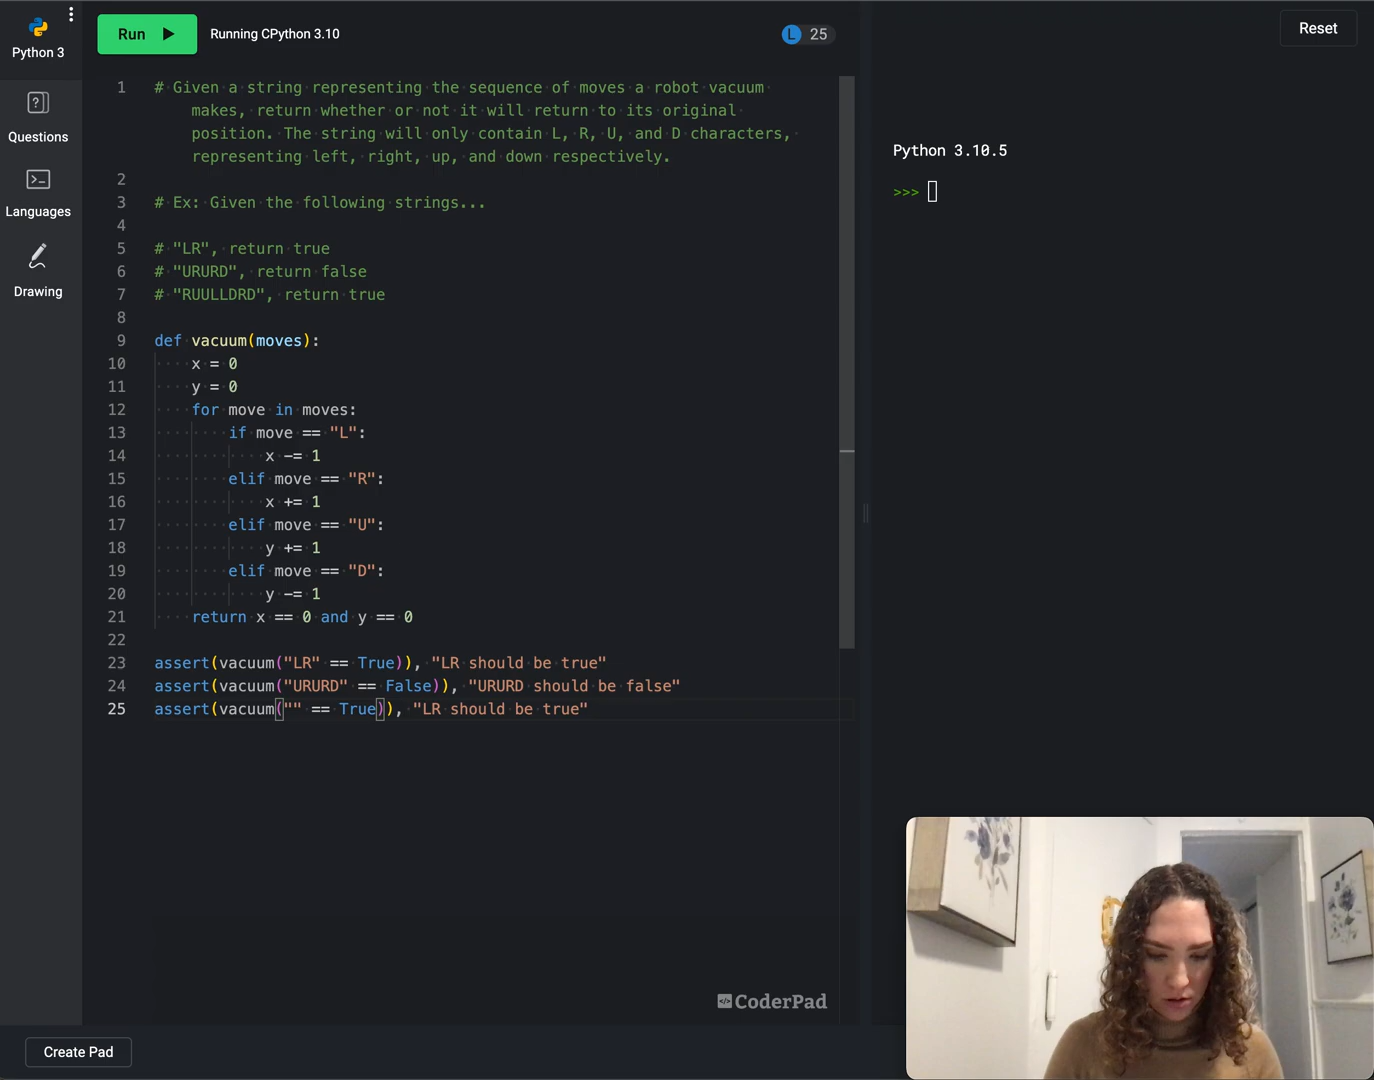 Python 3
Run
Running CPython 3.10
L 25
Reset
Questions
Languages
Drawing
1 # Given a string representing the sequence of moves a robot vacuum
makes, return whether or not it will return to its original
position. The string will only contain L, R, U, and D characters,
representing left, right, up, and down respectively.
2
3 # Ex: Given the following strings...
4
5 # "LR", return true
6 # "URURD", return false
7 # "RUULLDRD", return true
8
9 def vacuum(moves):
10 x = 0
11 y = 0
12 for move in moves:
13 if move == "L":
14 x -= 1
15 elif move == "R":
16 x += 1
17 elif move == "U":
18 y += 1
19 elif move == "D":
20 y -= 1
21 return x == 0 and y == 0
22
23 assert(vacuum("LR" == True)), "LR should be true"
24 assert(vacuum("URURD" == False)), "URURD should be false"
25 assert(vacuum("" == True)), "LR should be true"
Python 3.10.5
>>>
CoderPad
Create Pad